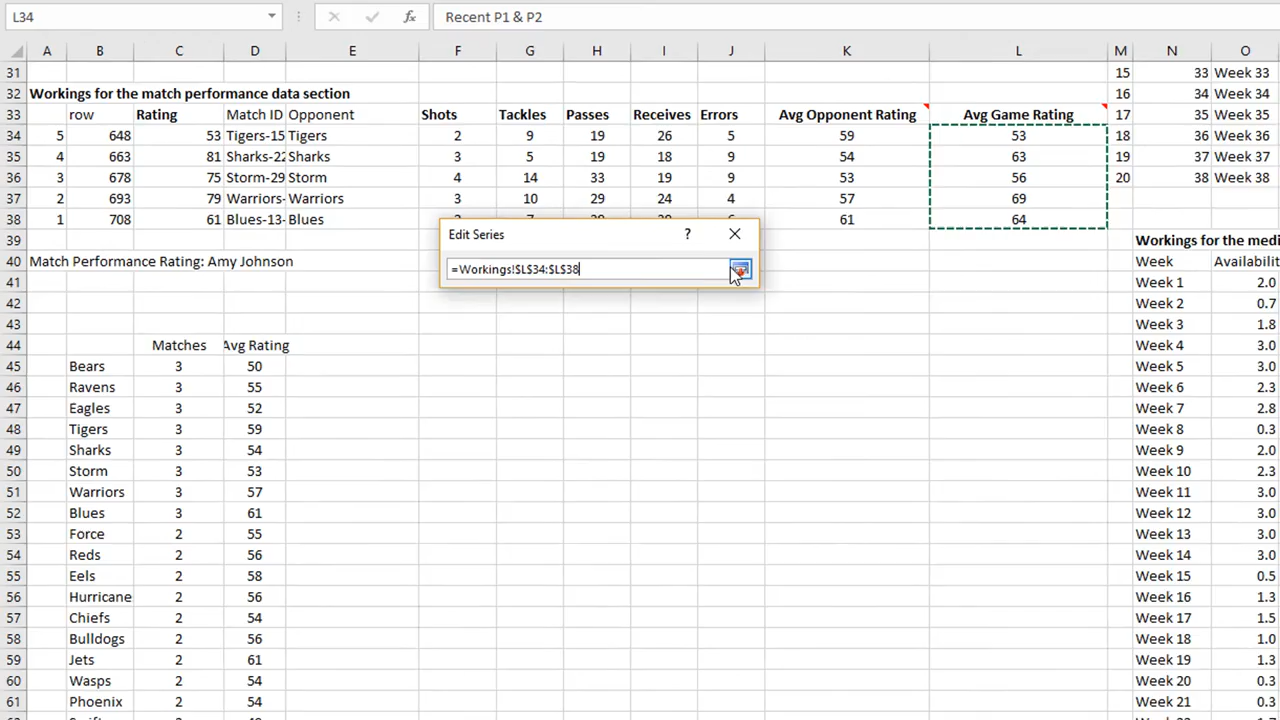 L34 fx Recent P1 & P2
A B C D E F G H I J K L M N O
31 15 33 Week 33
32 Workings for the match performance data section 16 34 Week 34
33 row Rating Match ID Opponent Shots Tackles Passes Receives Errors Avg Opponent Rating Avg Game Rating 17 35 Week 35
34 5 648 53 Tigers-15 Tigers 2 9 19 26 5 59 53 18 36 Week 36
35 4 663 81 Sharks-22 Sharks 3 5 19 18 9 54 63 19 37 Week 37
36 3 678 75 Storm-29 Storm 4 14 33 19 9 53 56 20 38 Week 38
37 2 693 79 Warriors- Warriors 3 10 29 24 4 57 69
38 1 708 61 Blues-13- Blues 61 64
Edit Series ?
=Workings!$L$34:$L$38
39 Workings for the medi
40 Match Performance Rating: Amy Johnson Week Availabilit
41 Week 1 2.0
42 Week 2 0.7
43 Week 3 1.8
44 Matches Avg Rating Week 4 3.0
45 Bears 3 50 Week 5 3.0
46 Ravens 3 55 Week 6 2.3
47 Eagles 3 52 Week 7 2.8
48 Tigers 3 59 Week 8 0.3
49 Sharks 3 54 Week 9 2.0
50 Storm 3 53 Week 10 2.3
51 Warriors 3 57 Week 11 3.0
52 Blues 3 61 Week 12 3.0
53 Force 2 55 Week 13 3.0
54 Reds 2 56 Week 14 3.0
55 Eels 2 58 Week 15 0.5
56 Hurricane 2 56 Week 16 1.3
57 Chiefs 2 54 Week 17 1.5
58 Bulldogs 2 56 Week 18 1.0
59 Jets 2 61 Week 19 1.3
60 Wasps 2 54 Week 20 0.3
61 Phoenix 2 54 Week 21 0.3